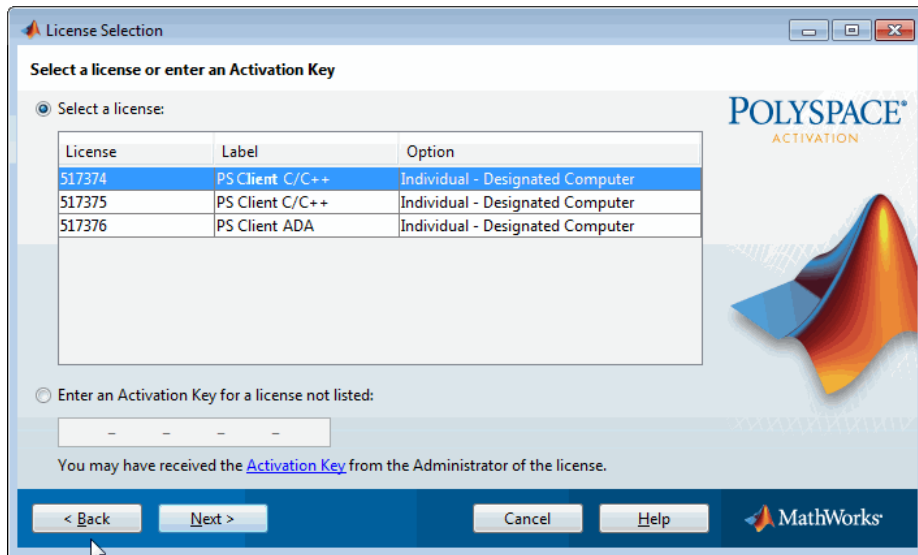 License Selection
Select a license or enter an Activation Key
Select a license:
POLYSPACE®
ACTIVATION
License Label Option
517374 PS Client C/C++ Individual - Designated Computer
517375 PS Client C/C++ Individual - Designated Computer
517376 PS Client ADA Individual - Designated Computer
Enter an Activation Key for a license not listed:
– – – –
You may have received the Activation Key from the Administrator of the license.
< Back Next > Cancel Help MathWorks®